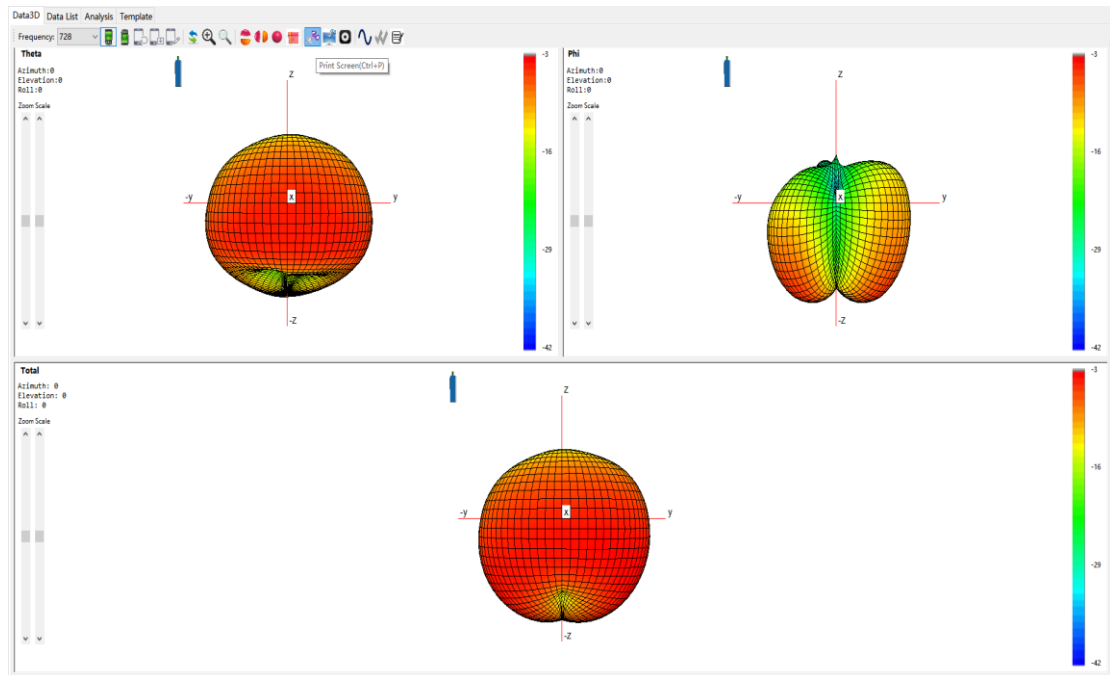 Data3D Data List Analysis Template
Frequency: 728
Print Screen(Ctrl+P)
Theta
Azimuth:0
Elevation:0
Roll:0
Zoom Scale
Z
-y
X
y
-Z
-3
-16
-29
-42
Phi
Azimuth:0
Elevation:0
Roll:0
Zoom Scale
Z
-y
X
y
-Z
-3
-16
-29
-42
Total
Azimuth: 0
Elevation: 0
Roll: 0
Zoom Scale
Z
-y
X
y
-Z
-3
-16
-29
-42